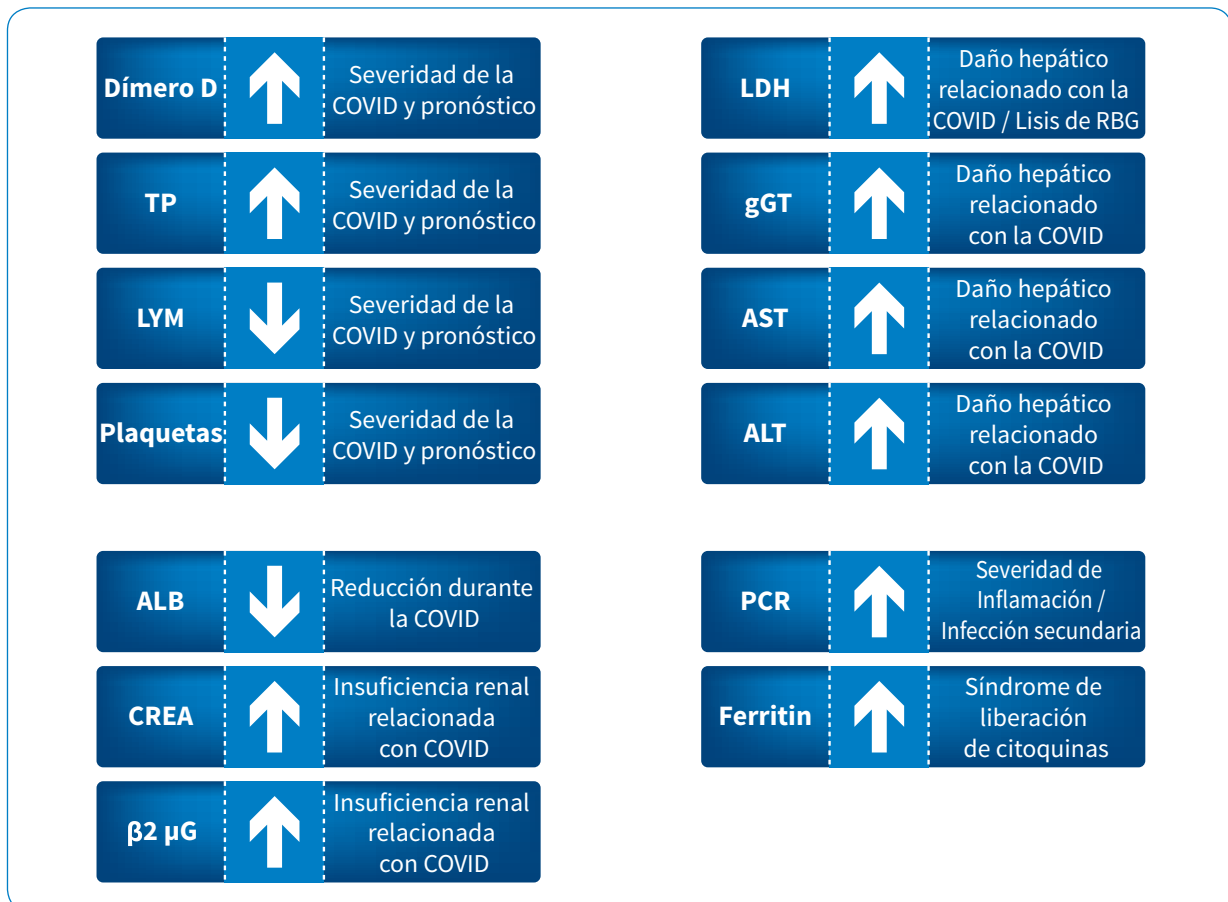 Dímero D
Severidad de la
COVID y pronóstico
TP
Severidad de la
COVID y pronóstico
LYM
Severidad de la
COVID y pronóstico
Plaquetas
Severidad de la
COVID y pronóstico
ALB
Reducción durante
la COVID
CREA
Insuficiencia renal
relacionada
con COVID
β2 µG
Insuficiencia renal
relacionada
con COVID
LDH
Daño hepático
relacionado con la
COVID / Lisis de RBG
gGT
Daño hepático
relacionado
con la COVID
AST
Daño hepático
relacionado
con la COVID
ALT
Daño hepático
relacionado
con la COVID
PCR
Severidad de
Inflamación /
Infección secundaria
Ferritin
Síndrome de
liberación
de citoquinas